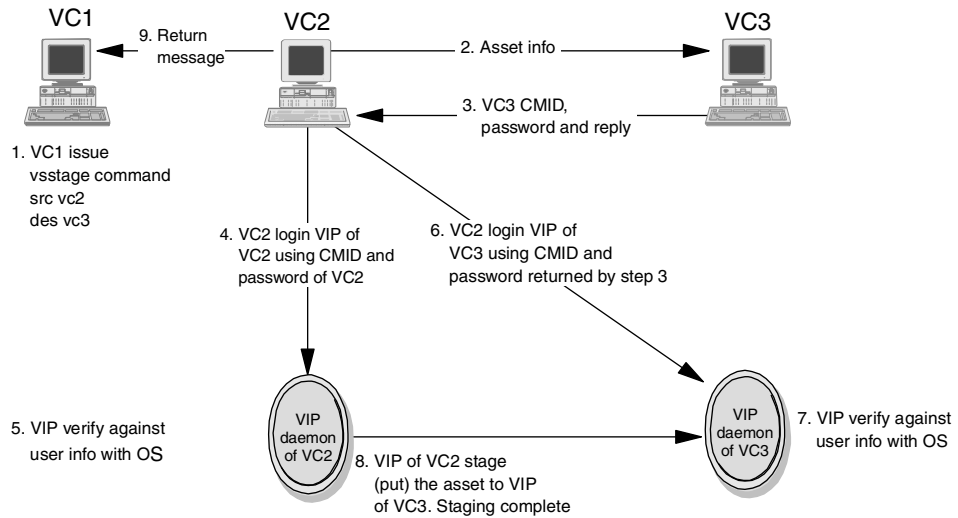 VC1
VC2
VC3
9. Return
message
2. Asset info
3. VC3 CMID,
password and reply
1. VC1 issue
vsstage command
src vc2
des vc3
4. VC2 login VIP of
VC2 using CMID and
password of VC2
6. VC2 login VIP of
VC3 using CMID and
password returned by step 3
5. VIP verify against
user info with OS
VIP
daemon
of VC2
VIP
daemon
of VC3
7. VIP verify against
user info with OS
8. VIP of VC2 stage
(put) the asset to VIP
of VC3. Staging complete